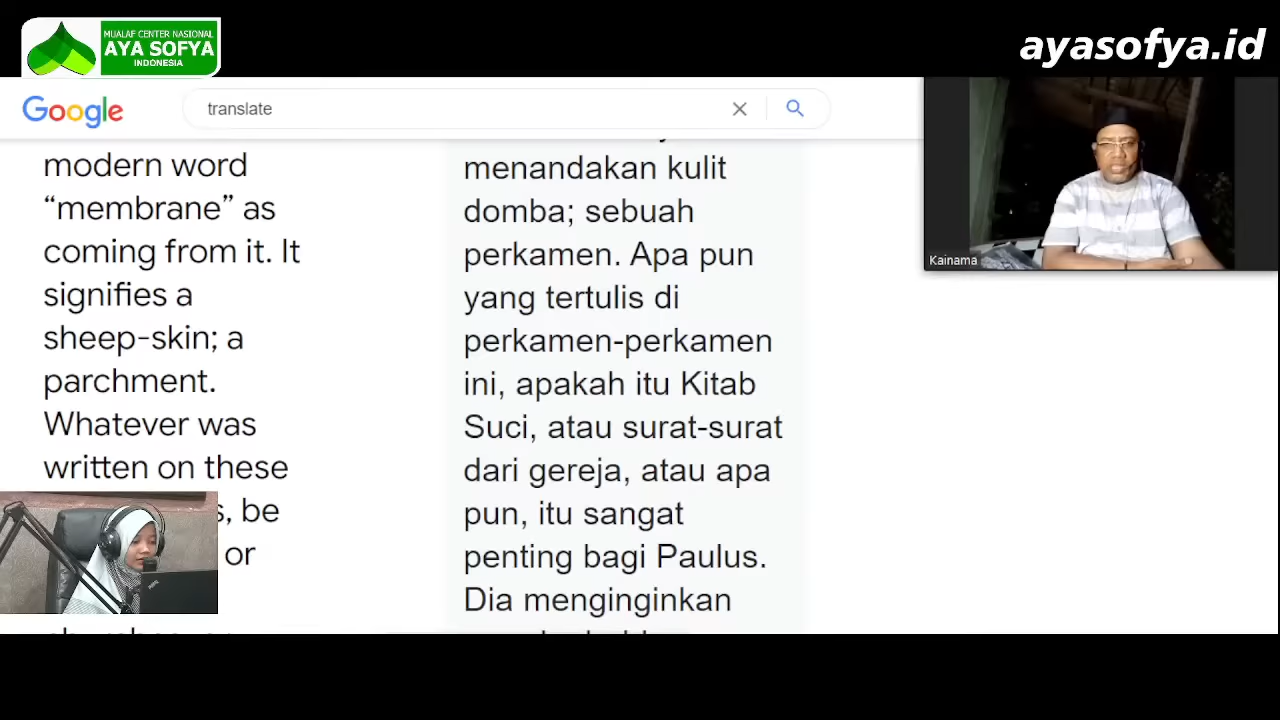 MUALAF CENTER NASIONAL
AYA SOFYA
INDONESIA
ayasofya.id
Google
translate
modern word
“membrane” as
coming from it. It
signifies a
sheep-skin; a
parchment.
Whatever was
written on these
s, be
or
menandakan kulit
domba; sebuah
perkamen. Apa pun
yang tertulis di
perkamen-perkamen
ini, apakah itu Kitab
Suci, atau surat-surat
dari gereja, atau apa
pun, itu sangat
penting bagi Paulus.
Dia menginginkan
Kainama